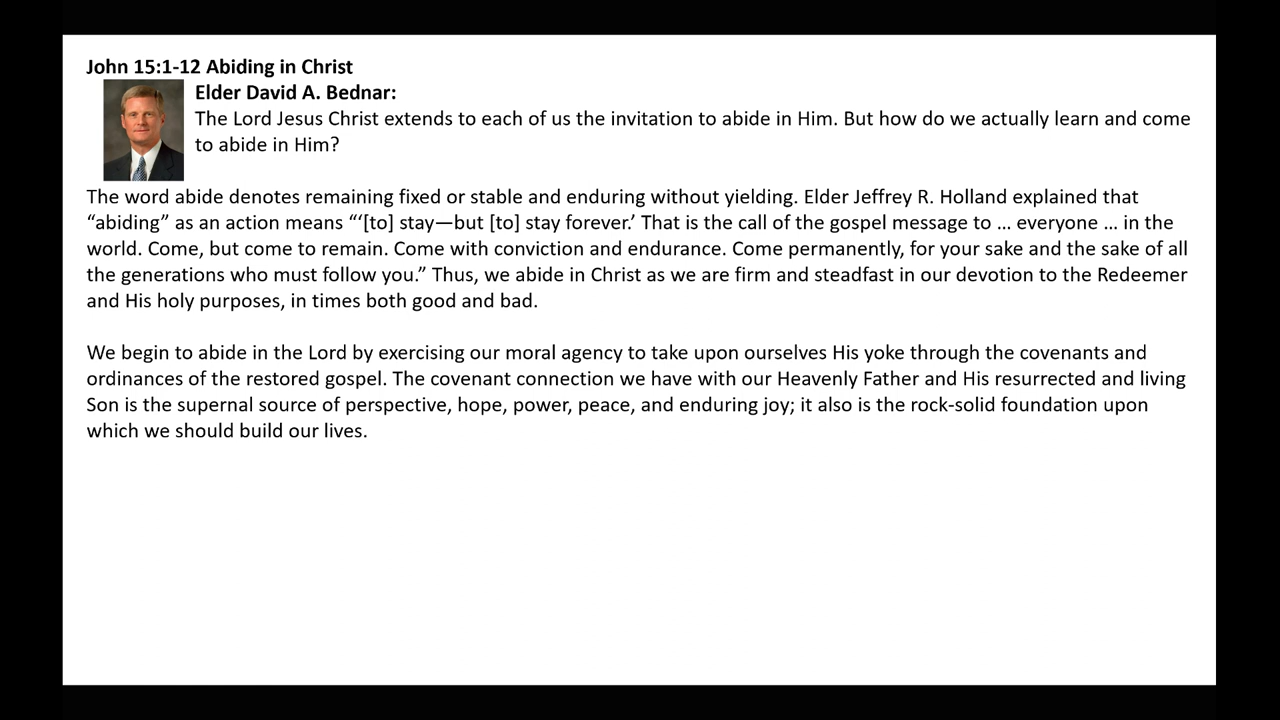 John 15:1-12 Abiding in Christ
Elder David A. Bednar:
The Lord Jesus Christ extends to each of us the invitation to abide in Him. But how do we actually learn and come
to abide in Him?
The word abide denotes remaining fixed or stable and enduring without yielding. Elder Jeffrey R. Holland explained that
“abiding” as an action means “‘[to] stay—but [to] stay forever.’ That is the call of the gospel message to … everyone … in the
world. Come, but come to remain. Come with conviction and endurance. Come permanently, for your sake and the sake of all
the generations who must follow you.” Thus, we abide in Christ as we are firm and steadfast in our devotion to the Redeemer
and His holy purposes, in times both good and bad.
We begin to abide in the Lord by exercising our moral agency to take upon ourselves His yoke through the covenants and
ordinances of the restored gospel. The covenant connection we have with our Heavenly Father and His resurrected and living
Son is the supernal source of perspective, hope, power, peace, and enduring joy; it also is the rock-solid foundation upon
which we should build our lives.